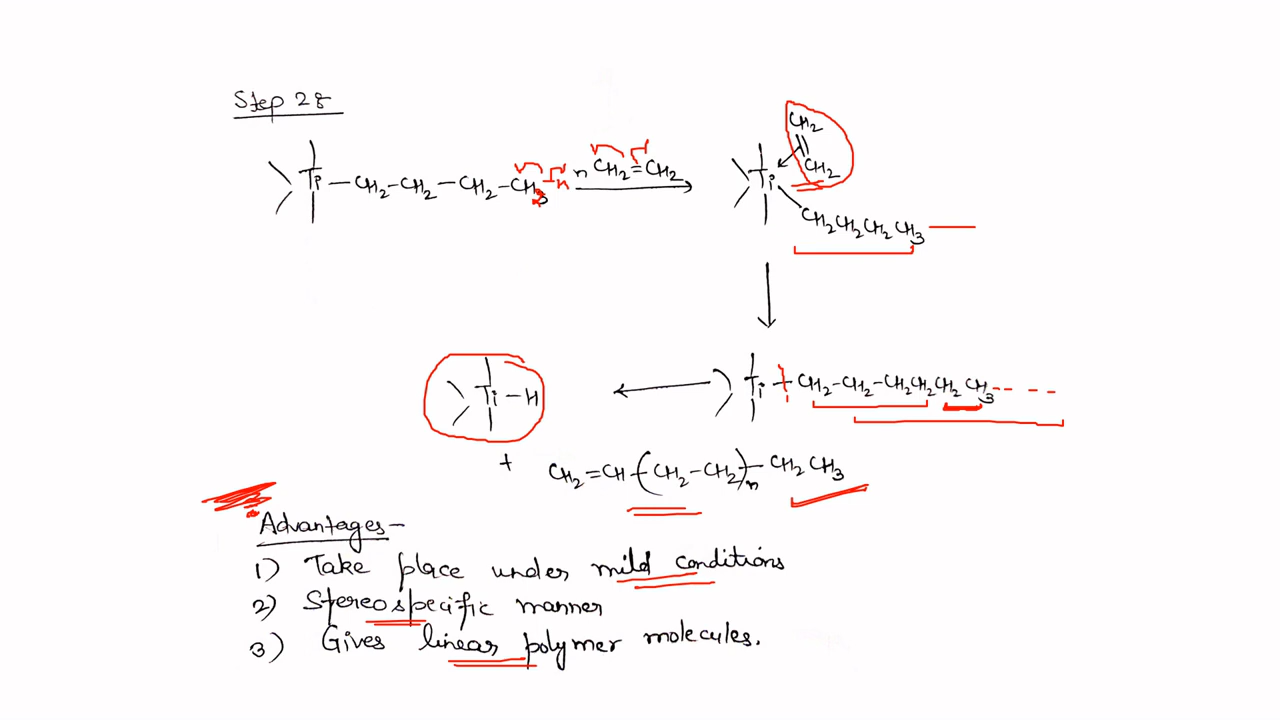 Step 2:
Ti—CH₂-CH₂-CH₂-CH₃ n CH₂=CH₂
CH₂=CH₂
Ti
CH₂CH₂CH₂CH₃
Ti—H
Ti—CH₂-CH₂-CH₂CH₂CH₂CH₃
+ CH₂=CH-(CH₂-CH₂)ₙ-CH₂CH₃
Advantages-
1) Take place under mild conditions
2) Stereospecific manner
3) Gives linear polymer molecules.